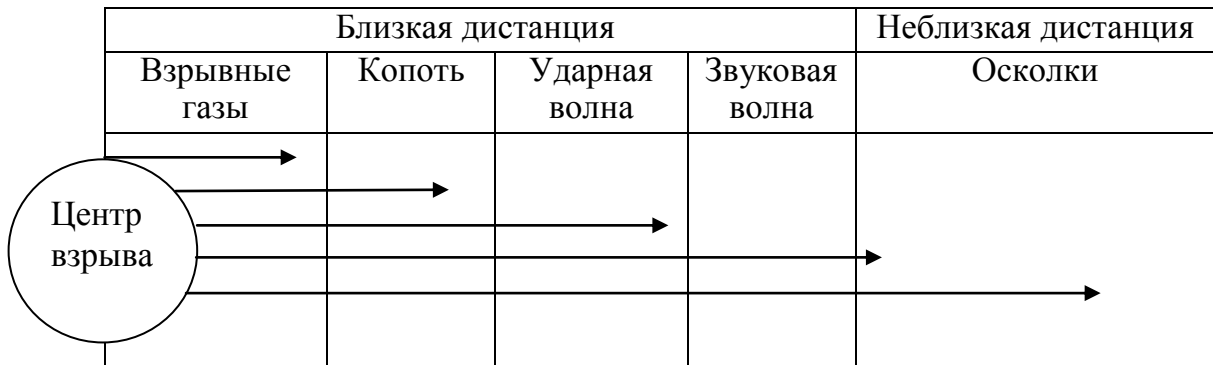 Близкая дистанция
Неблизкая дистанция
Взрывные
газы
Копоть
Ударная
волна
Звуковая
волна
Осколки
Центр
взрыва